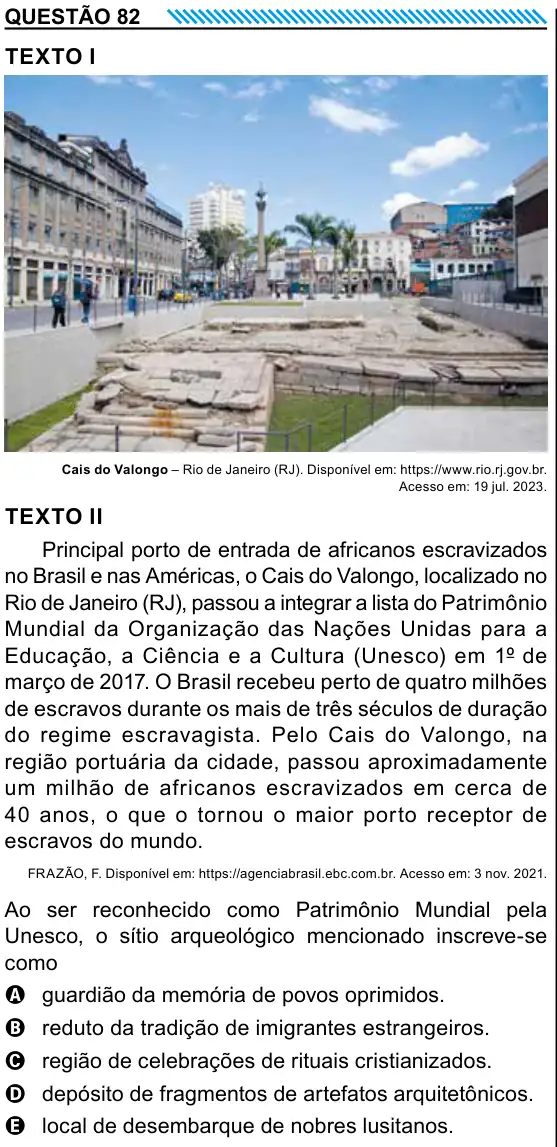 QUESTÃO 82
TEXTO I
Cais do Valongo – Rio de Janeiro (RJ). Disponível em: https://www.rio.rj.gov.br.
Acesso em: 19 jul. 2023.
TEXTO II
Principal porto de entrada de africanos escravizados
no Brasil e nas Américas, o Cais do Valongo, localizado no
Rio de Janeiro (RJ), passou a integrar a lista do Patrimônio
Mundial da Organização das Nações Unidas para a
Educação, a Ciência e a Cultura (Unesco) em 1º de
março de 2017. O Brasil recebeu perto de quatro milhões
de escravos durante os mais de três séculos de duração
do regime escravagista. Pelo Cais do Valongo, na
região portuária da cidade, passou aproximadamente
um milhão de africanos escravizados em cerca de
40 anos, o que o tornou o maior porto receptor de
escravos do mundo.
FRAZÃO, F. Disponível em: https://agenciabrasil.ebc.com.br. Acesso em: 3 nov. 2021.
Ao ser reconhecido como Patrimônio Mundial pela
Unesco, o sítio arqueológico mencionado inscreve-se
como
A guardião da memória de povos oprimidos.
B reduto da tradição de imigrantes estrangeiros.
C região de celebrações de rituais cristianizados.
D depósito de fragmentos de artefatos arquitetônicos.
E local de desembarque de nobres lusitanos.